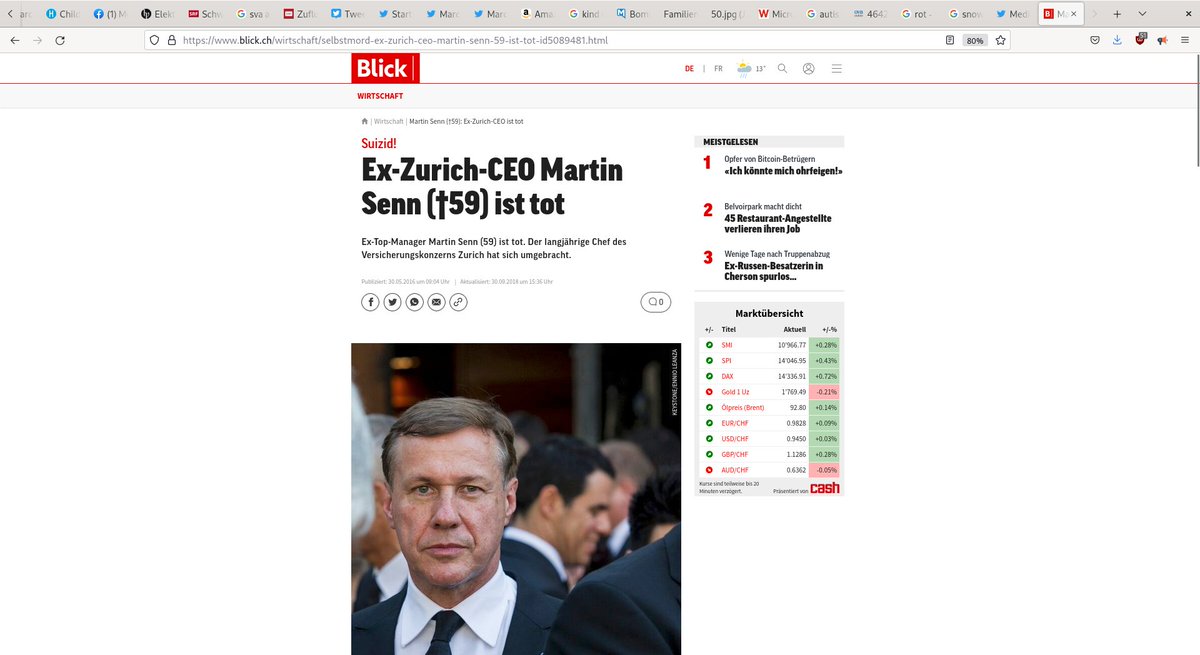 arc
Child
(1) M
Elekt
Schw
sva a
Zuflu
Twee
Start
Marc
Marc
Ama
kind
Bom
Familien
50.jpg (
Micro
autis
4642
rot -
snow
Medi
Ma
https://www.blick.ch/wirtschaft/selbstmord-ex-zurich-ceo-martin-senn-59-ist-tot-id5089481.html
80%
Blick
DE | FR 13°
WIRTSCHAFT
| Wirtschaft | Martin Senn (†59): Ex-Zurich-CEO ist tot
Suizid!
Ex-Zurich-CEO Martin
Senn (†59) ist tot
Ex-Top-Manager Martin Senn (59) ist tot. Der langjährige Chef des
Versicherungskonzerns Zurich hat sich umgebracht.
Publiziert: 30.05.2016 um 09:04 Uhr | Aktualisiert: 30.09.2018 um 15:36 Uhr
0
KEYSTONE/ENNIO LEANZA
MEISTGELESEN
1 Opfer von Bitcoin-Betrügern
«Ich könnte mich ohrfeigen!»
2 Belvoirpark macht dicht
45 Restaurant-Angestellte
verlieren ihren Job
3 Wenige Tage nach Truppenabzug
Ex-Russen-Besatzerin in
Cherson spurlos...
Marktübersicht
+/- Titel Aktuell +/-%
SMI 10'966.77 +0.28%
SPI 14'046.95 +0.43%
DAX 14'336.91 +0.72%
Gold 1 Uz 1'769.49 -0.21%
Ölpreis (Brent) 92.80 +0.14%
EUR/CHF 0.9828 +0.09%
USD/CHF 0.9450 +0.03%
GBP/CHF 1.1286 +0.28%
AUD/CHF 0.6362 -0.05%
Kurse sind teilweise bis 20
Minuten verzögert.
Präsentiert von cash